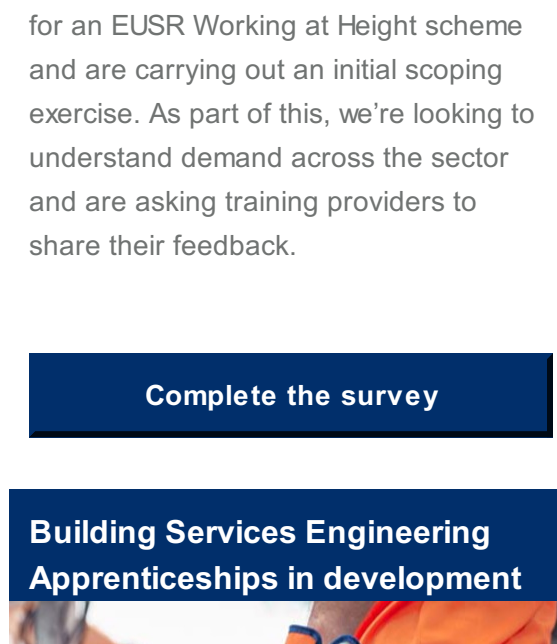 for an EUSR Working at Height scheme
and are carrying out an initial scoping
exercise. As part of this, we’re looking to
understand demand across the sector
and are asking training providers to
share their feedback.
Complete the survey
Building Services Engineering
Apprenticeships in development